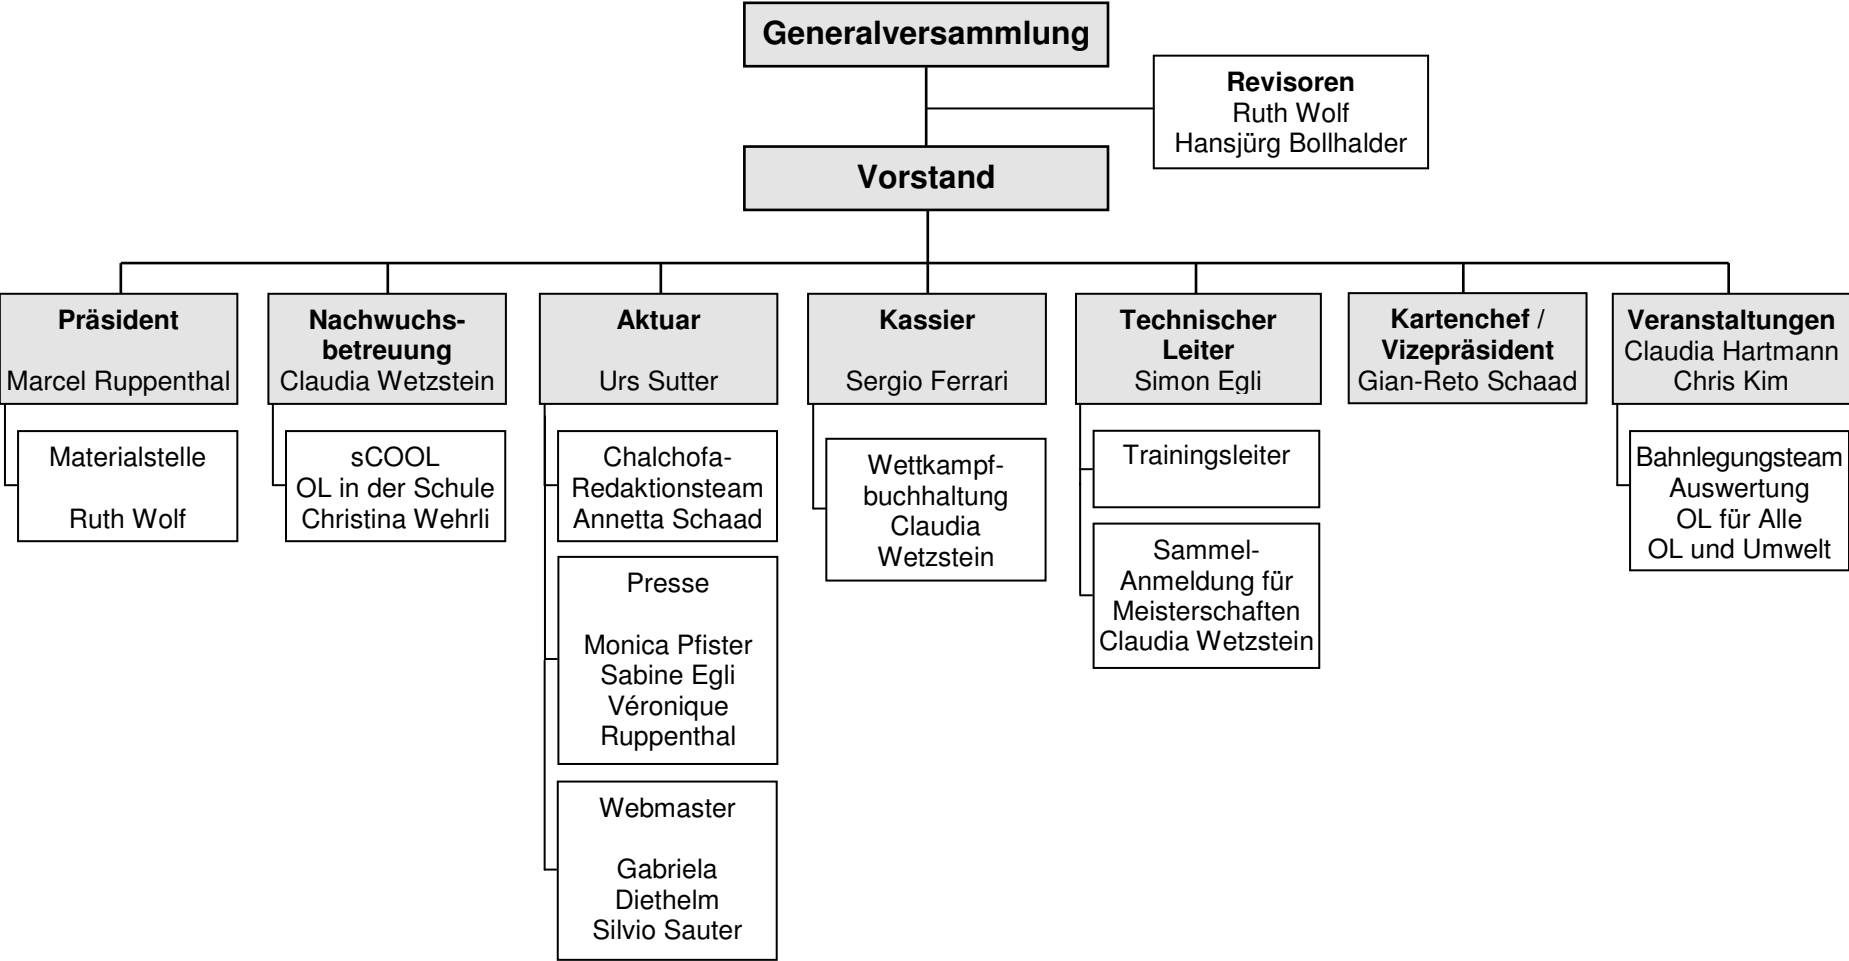 Generalversammlung
Revisoren
Ruth Wolf
Hansjürg Bollhalder
Vorstand
Präsident
Marcel Ruppenthal
Nachwuchs-
betreuung
Claudia Wetzstein
Aktuar
Urs Sutter
Kassier
Sergio Ferrari
Technischer
Leiter
Simon Egli
Kartenchef /
Vizepräsident
Gian-Reto Schaad
Veranstaltungen
Claudia Hartmann
Chris Kim
Materialstelle
Ruth Wolf
sCOOL
OL in der Schule
Christina Wehrli
Chalchofa-
Redaktionsteam
Annetta Schaad
Presse
Monica Pfister
Sabine Egli
Véronique
Ruppenthal
Webmaster
Gabriela
Diethelm
Silvio Sauter
Wettkampf-
buchhaltung
Claudia
Wetzstein
Trainingsleiter
Sammel-
Anmeldung für
Meisterschaften
Claudia Wetzstein
Bahnlegungsteam
Auswertung
OL für Alle
OL und Umwelt